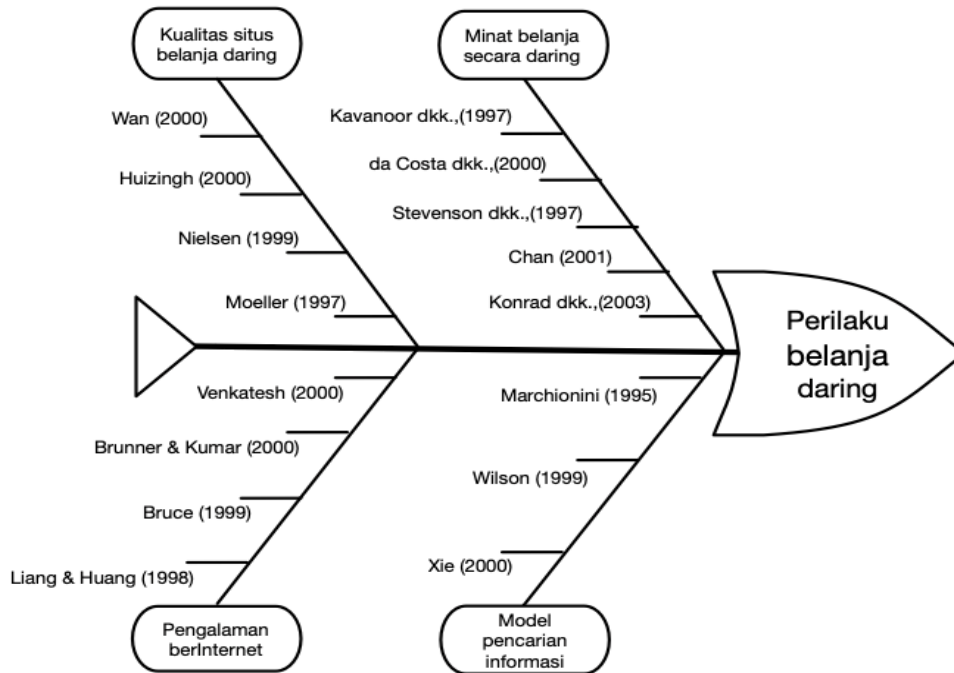 Kualitas situs
belanja daring
Minat belanja
secara daring
Wan (2000)
Huizingh (2000)
Nielsen (1999)
Moeller (1997)
Kavanoor dkk.,(1997)
da Costa dkk.,(2000)
Stevenson dkk.,(1997)
Chan (2001)
Konrad dkk.,(2003)
Perilaku
belanja
daring
Venkatesh (2000)
Brunner & Kumar (2000)
Bruce (1999)
Liang & Huang (1998)
Marchionini (1995)
Wilson (1999)
Xie (2000)
Pengalaman
berInternet
Model
pencarian
informasi